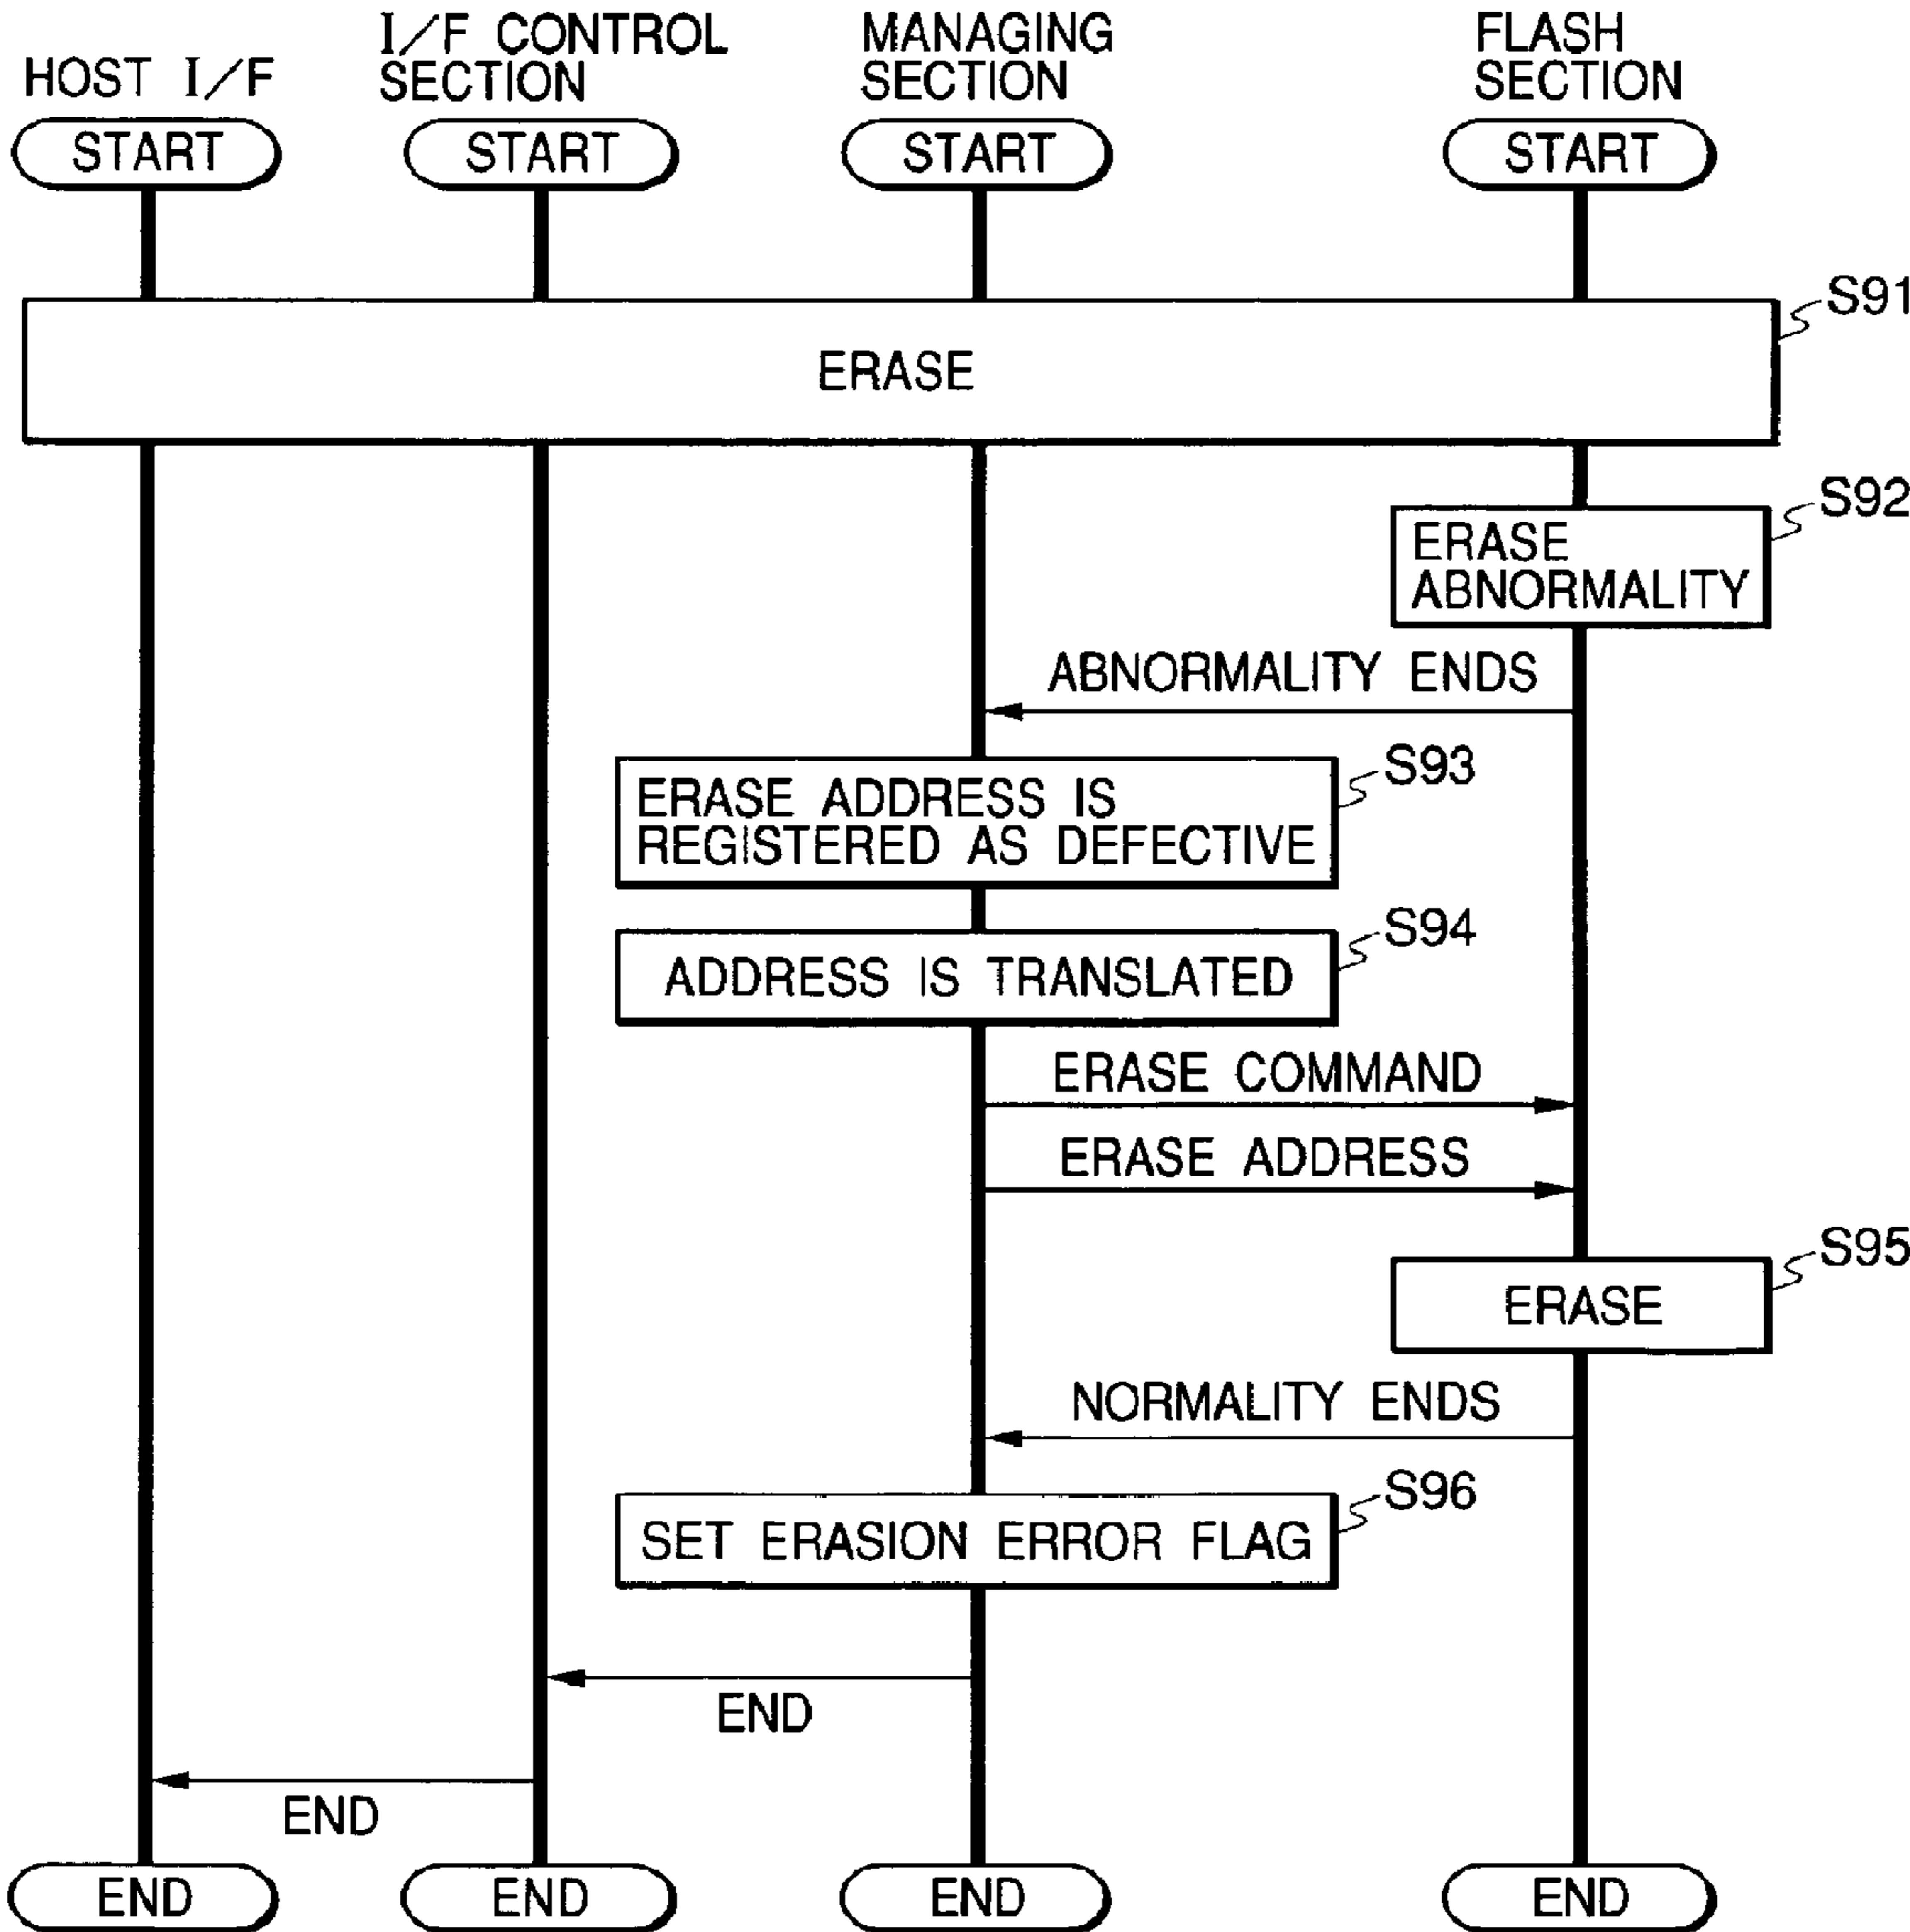 HOST I/F
I/F CONTROL
SECTION
MANAGING
SECTION
FLASH
SECTION
START
START
START
START
S91
ERASE
S92
ERASE
ABNORMALITY
ABNORMALITY ENDS
S93
ERASE ADDRESS IS
REGISTERED AS DEFECTIVE
S94
ADDRESS IS TRANSLATED
ERASE COMMAND
ERASE ADDRESS
S95
ERASE
NORMALITY ENDS
S96
SET ERASION ERROR FLAG
END
END
END
END
END
END